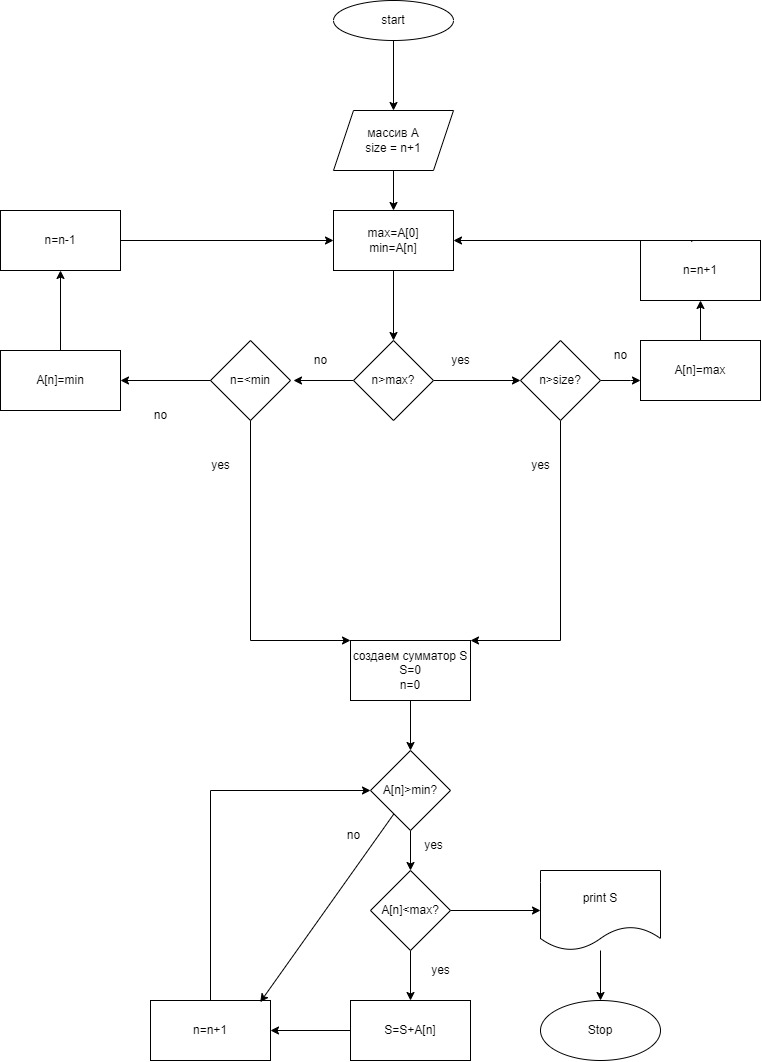 start
массив A
size = n+1
n=n-1
max=A[0]
min=A[n]
n=n+1
no
yes
no
A[n]=min
n=<min
n>max?
n>size?
A[n]=max
no
yes
yes
создаем сумматор S
S=0
n=0
A[n]>min?
no
yes
A[n]<max?
print S
yes
n=n+1
S=S+A[n]
Stop